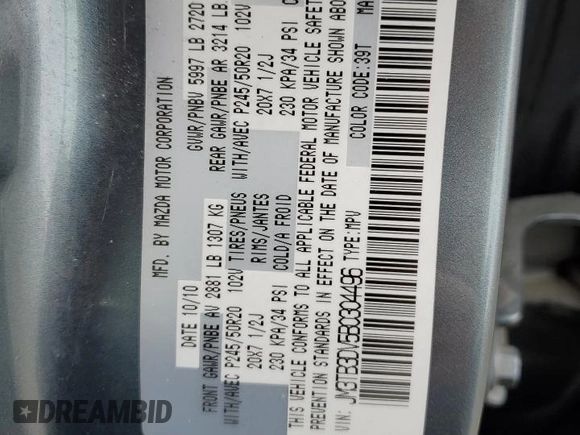 MFD. BY MAZDA MOTOR CORPORATION
DATE 10/10 GVWR/PNBV 5997 LB 2720
FRONT GAWR/PNBE AV 2881 LB 1307 KG REAR GAWR/PNBE AR 3214 LB
WITH/AVEC P245/50R20 102V TIRES/PNEUS WITH/AVEC P245/50R20 102V
20X7 1/2J RIMS/JANTES 20X7 1/2J
230 KPA/34 PSI COLD/A FROID 230 KPA/34 PSI C
THIS VEHICLE CONFORMS TO ALL APPLICABLE FEDERAL MOTOR VEHICLE SAFET
STANDARDS IN EFFECT ON THE DATE OF MANUFACTURE SHOWN ABO
VIN: JM3TB3DV5BC304496 TYPE:MPV COLOR CODE:39T MA
RAREDBID